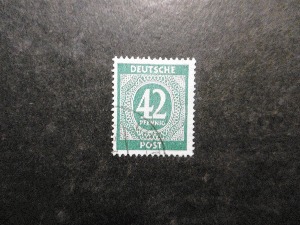 DEUTSCHE
42
PFENNIG
POST